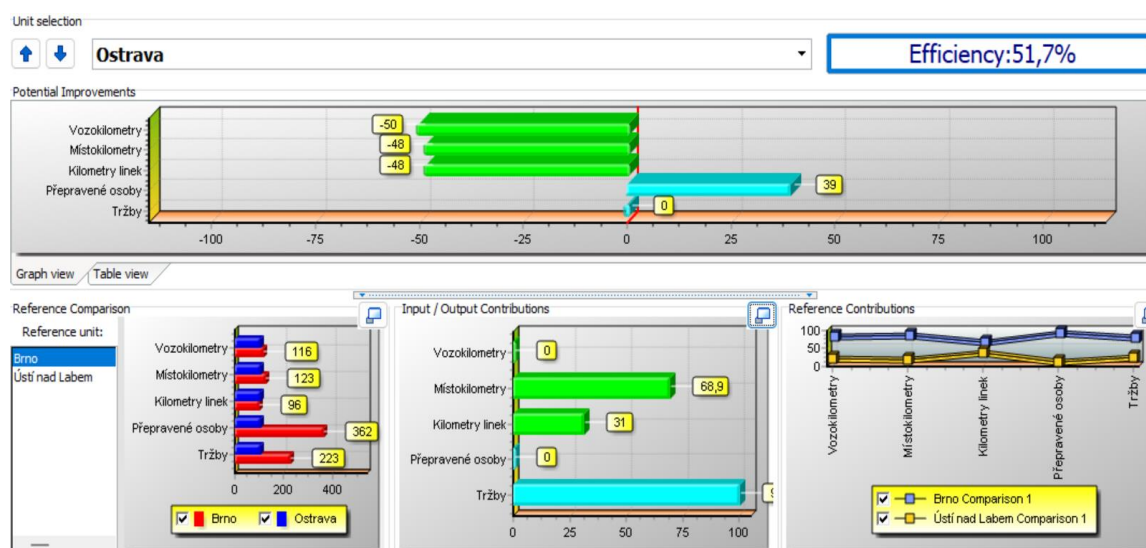 Unit selection
Ostrava
Efficiency:51,7%
Potential Improvements
Vozokilometry
-50
Místokilometry
-48
Kilometry linek
-48
Přepravené osoby
39
Tržby
0
-100 -75 -50 -25 0 25 50 75 100
Graph view Table view
Reference Comparison
Reference unit:
Brno
Ústí nad Labem
Vozokilometry 116
Místokilometry 123
Kilometry linek 96
Přepravené osoby 362
Tržby 223
0 200 400
Brno Ostrava
Input / Output Contributions
Vozokilometry 0
Místokilometry 68,9
Kilometry linek 31
Přepravené osoby 0
Tržby
0 25 50 75 100
Reference Contributions
100
50
0
Vozokilometry
Místokilometry
Kilometry linek
Přepravené osoby
Tržby
Brno Comparison 1
Ústí nad Labem Comparison 1